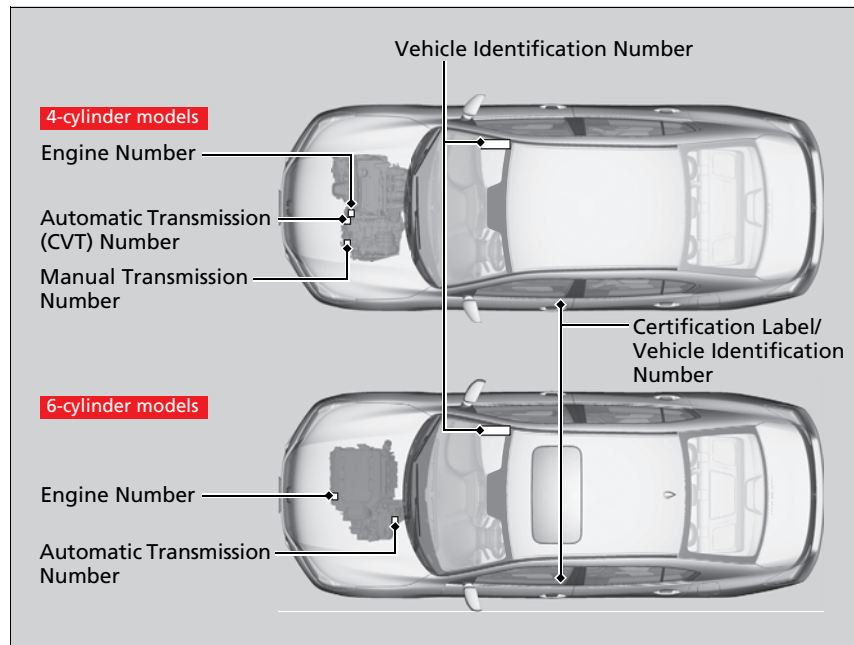 Vehicle Identification Number
4-cylinder models
Engine Number
Automatic Transmission
(CVT) Number
Manual Transmission
Number
Certification Label/
Vehicle Identification
Number
6-cylinder models
Engine Number
Automatic Transmission
Number